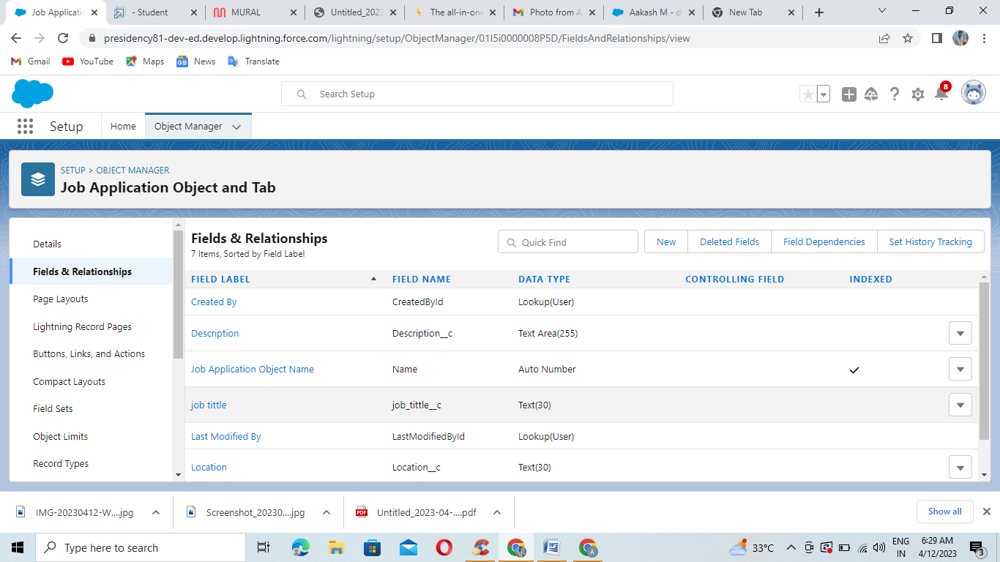 Job Applicatic
- Student
MURAL
Untitled_2023
The all-in-one
Photo from A
Aakash M - d
New Tab
presidency81-dev-ed.develop.lightning.force.com/lightning/setup/ObjectManager/01I5i0000008P5D/FieldsAndRelationships/view
Gmail
YouTube
Maps
News
Translate
Search Setup
8
Setup
Home
Object Manager
SETUP > OBJECT MANAGER
Job Application Object and Tab
Details
Fields & Relationships
Page Layouts
Lightning Record Pages
Buttons, Links, and Actions
Compact Layouts
Field Sets
Object Limits
Record Types
Fields & Relationships
7 Items, Sorted by Field Label
Quick Find
New
Deleted Fields
Field Dependencies
Set History Tracking
FIELD LABEL FIELD NAME DATA TYPE CONTROLLING FIELD INDEXED
Created By CreatedById Lookup(User)
Description Description__c Text Area(255)
Job Application Object Name Name Auto Number
job tittle job_tittle__c Text(30)
Last Modified By LastModifiedById Lookup(User)
Location Location__c Text(30)
IMG-20230412-W....jpg
Screenshot_20230....jpg
PDF
Untitled_2023-04-....pdf
Show all
Type here to search
33°C
ENG
IN
6:29 AM
4/12/2023
3